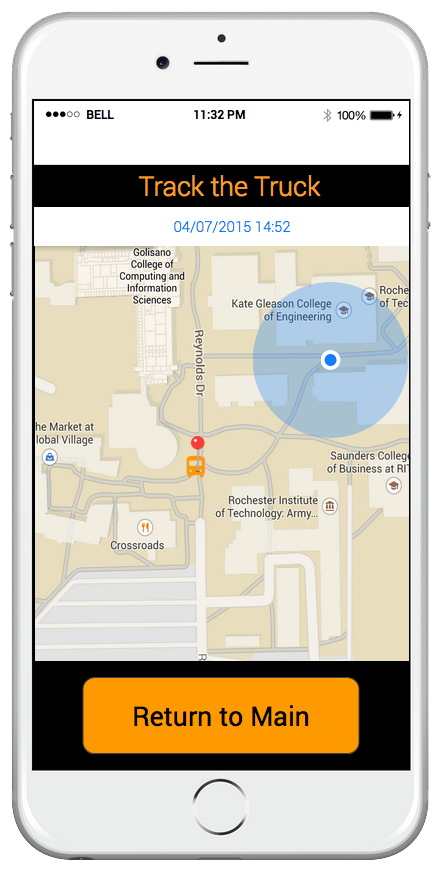 BELL 11:32 PM 100%
Track the Truck
04/07/2015 14:52
Golisano
College of
Computing and
Information
Sciences
Kate Gleason College
of Engineering
Roche
of Tec
Reynolds Dr
he Market at
lobal Village
Saunders College
of Business at RIT
Rochester Institute
of Technology: Army...
Crossroads
R
Return to Main